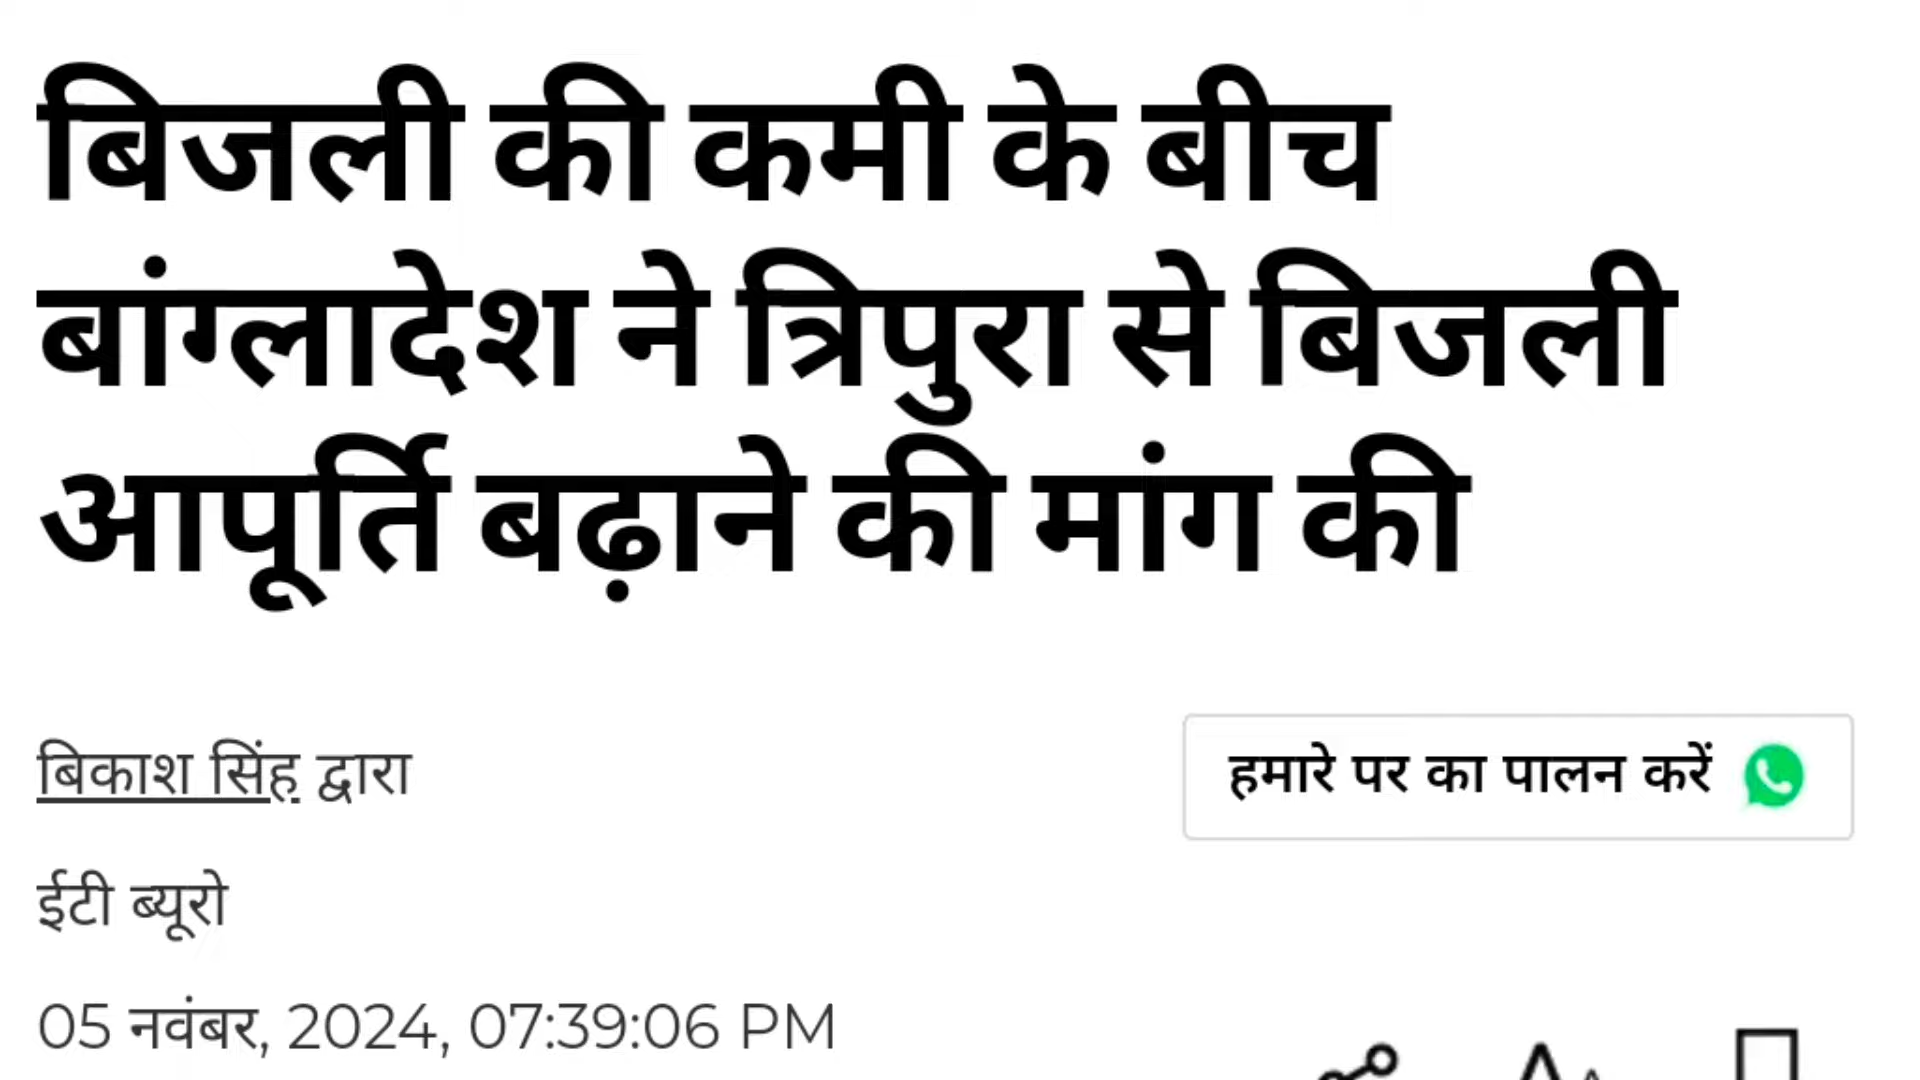 बिजली की कमी के बीच
बांग्लादेश ने त्रिपुरा से बिजली
आपूर्ति बढ़ाने की मांग की
बिकाश सिंह द्वारा
हमारे पर का पालन करें
ईटी ब्यूरो
05 नवंबर, 2024, 07:39:06 PM